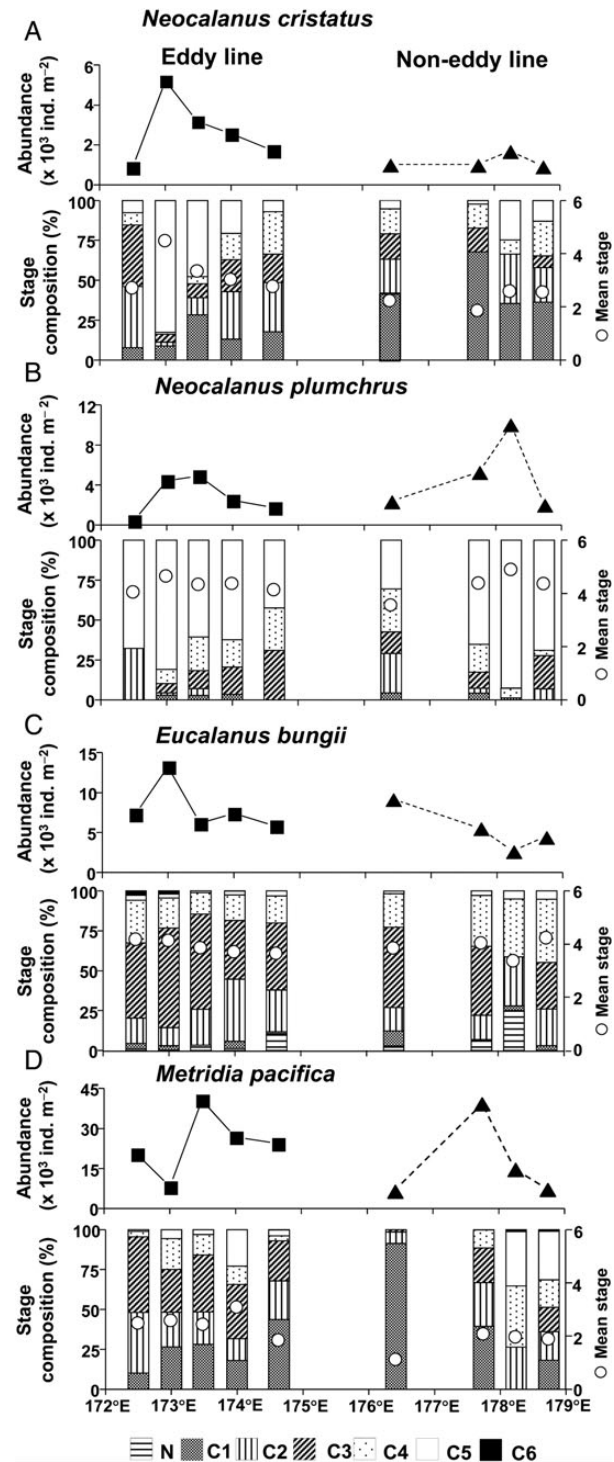 A
Neocalanus cristatus
Eddy line
Non-eddy line
Abundance
(x 10³ ind. m⁻²)
6
4
2
0
Stage
composition (%)
100
75
50
25
0
6
4
2
0
Mean stage
B
Neocalanus plumchrus
Abundance
(x 10³ ind. m⁻²)
12
8
4
0
Stage
composition (%)
100
75
50
25
0
6
4
2
0
Mean stage
C
Eucalanus bungii
Abundance
(x 10³ ind. m⁻²)
15
10
5
0
Stage
composition (%)
100
75
50
25
0
6
4
2
0
Mean stage
D
Metridia pacifica
Abundance
(x 10³ ind. m⁻²)
45
30
15
0
Stage
composition (%)
100
75
50
25
0
6
4
2
0
Mean stage
172°E 173°E 174°E 175°E 176°E 177°E 178°E 179°E
N C1 C2 C3 C4 C5 C6